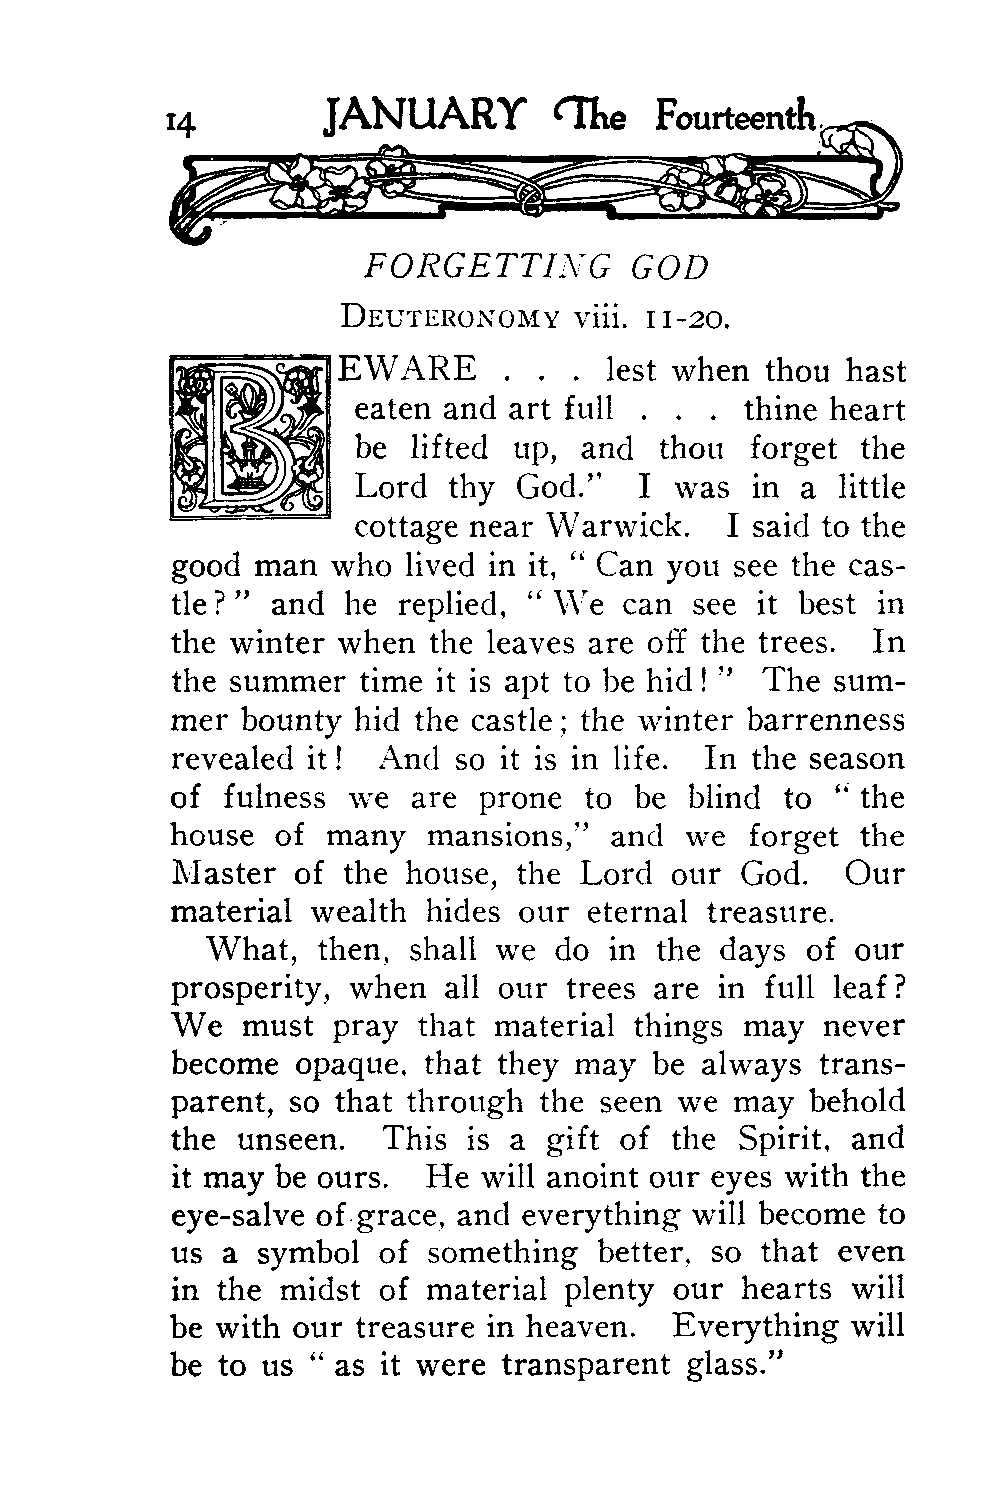 14 JANUARY The Fourteenth
FORGETTING GOD
DEUTERONOMY viii. 11-20.
BEWARE . . . lest when thou hast
eaten and art full . . . thine heart
be lifted up, and thou forget the
Lord thy God." I was in a little
cottage near Warwick. I said to the
good man who lived in it, " Can you see the cas-
tle ? " and he replied, " We can see it best in
the winter when the leaves are off the trees. In
the summer time it is apt to be hid ! " The sum-
mer bounty hid the castle ; the winter barrenness
revealed it ! And so it is in life. In the season
of fulness we are prone to be blind to " the
house of many mansions," and we forget the
Master of the house, the Lord our God. Our
material wealth hides our eternal treasure.
What, then, shall we do in the days of our
prosperity, when all our trees are in full leaf ?
We must pray that material things may never
become opaque, that they may be always trans-
parent, so that through the seen we may behold
the unseen. This is a gift of the Spirit, and
it may be ours. He will anoint our eyes with the
eye-salve of grace, and everything will become to
us a symbol of something better, so that even
in the midst of material plenty our hearts will
be with our treasure in heaven. Everything will
be to us " as it were transparent glass."